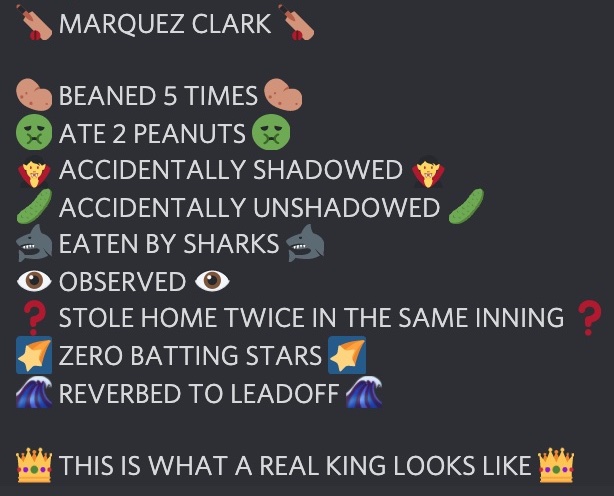 MARQUEZ CLARK
BEANED 5 TIMES
ATE 2 PEANUTS
ACCIDENTALLY SHADOWED
ACCIDENTALLY UNSHADOWED
EATEN BY SHARKS
OBSERVED
STOLE HOME TWICE IN THE SAME INNING
ZERO BATTING STARS
REVERBED TO LEADOFF
THIS IS WHAT A REAL KING LOOKS LIKE